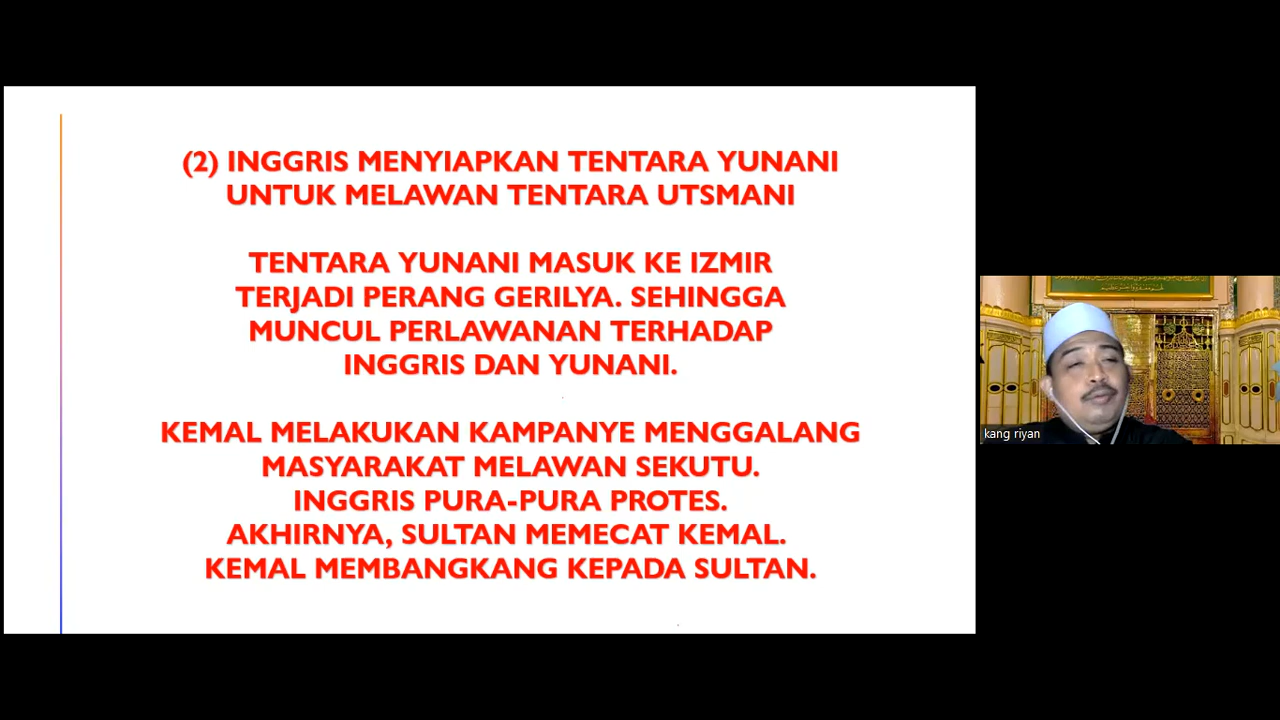 (2) INGGRIS MENYIAPKAN TENTARA YUNANI
UNTUK MELAWAN TENTARA UTSMANI
TENTARA YUNANI MASUK KE IZMIR
TERJADI PERANG GERILYA. SEHINGGA
MUNCUL PERLAWANAN TERHADAP
INGGRIS DAN YUNANI.
KEMAL MELAKUKAN KAMPANYE MENGGALANG
MASYARAKAT MELAWAN SEKUTU.
INGGRIS PURA-PURA PROTES.
AKHIRNYA, SULTAN MEMECAT KEMAL.
KEMAL MEMBANGKANG KEPADA SULTAN.
kang riyan